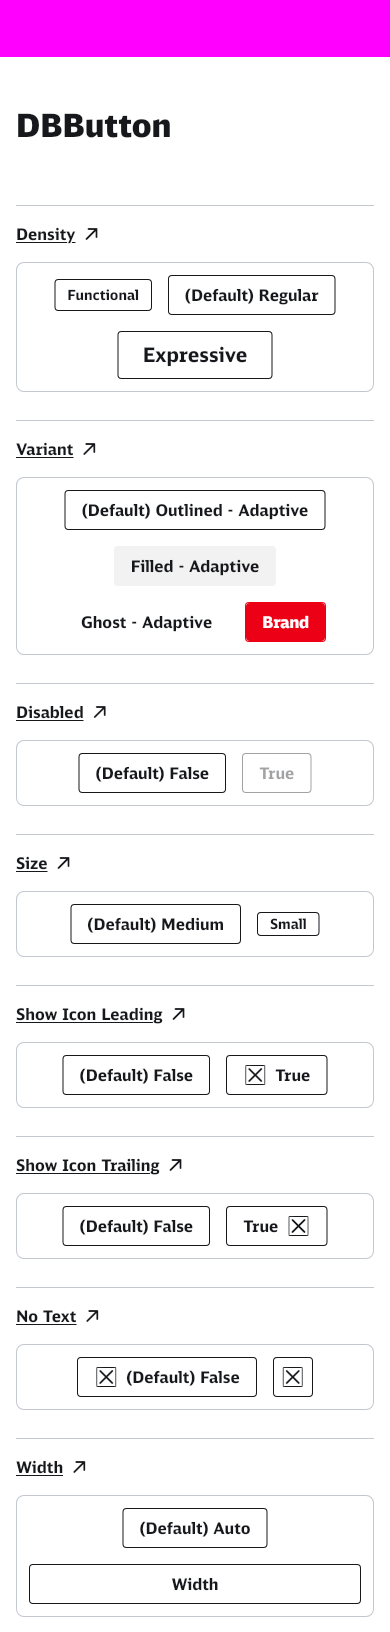 DBButton
Density
Functional
(Default) Regular
Expressive
Variant
(Default) Outlined - Adaptive
Filled - Adaptive
Ghost - Adaptive
Brand
Disabled
(Default) False
True
Size
(Default) Medium
Small
Show Icon Leading
(Default) False
True
Show Icon Trailing
(Default) False
True
No Text
(Default) False
Width
(Default) Auto
Width